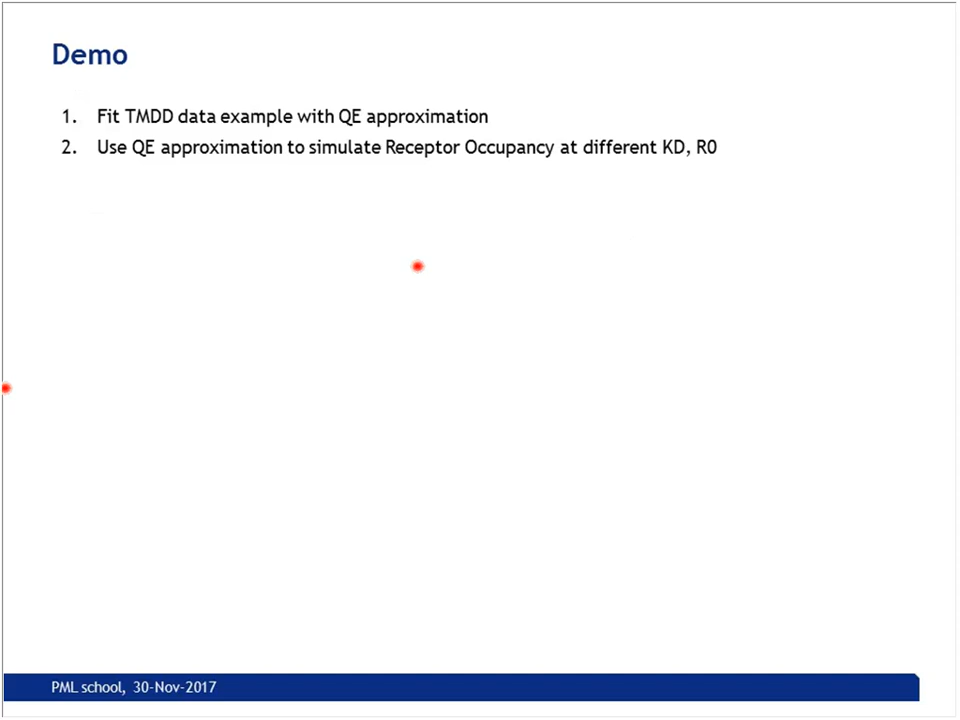 Demo
1. Fit TMDD data example with QE approximation
2. Use QE approximation to simulate Receptor Occupancy at different KD, R0
PML school, 30-Nov-2017